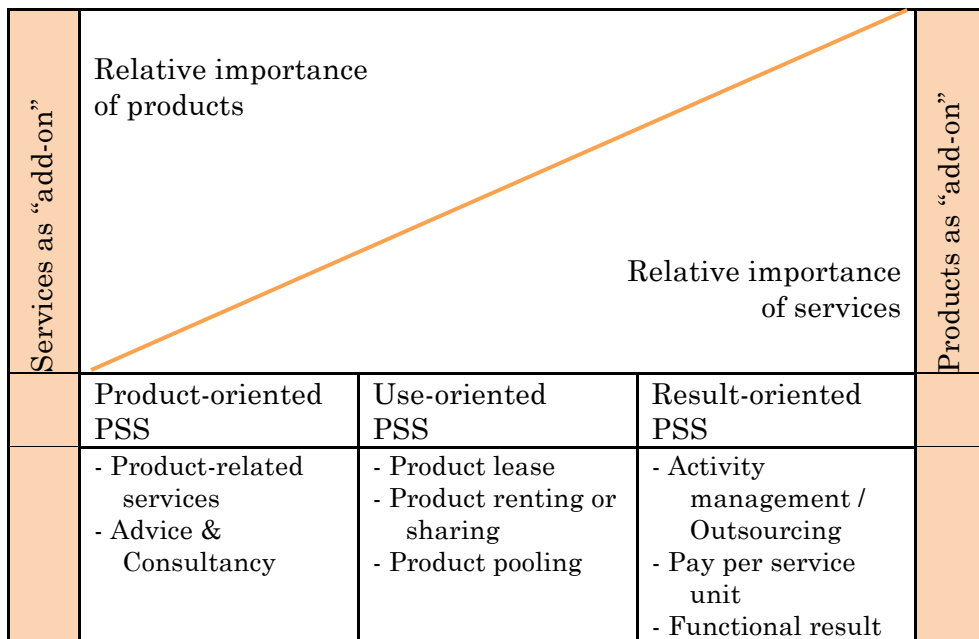 Services as “add-on”
Relative importance
of products
Relative importance
of services
Products as “add-on”
Product-oriented
PSS
Use-oriented
PSS
Result-oriented
PSS
- Product-related
services
- Advice &
Consultancy
- Product lease
- Product renting or
sharing
- Product pooling
- Activity
management /
Outsourcing
- Pay per service
unit
- Functional result